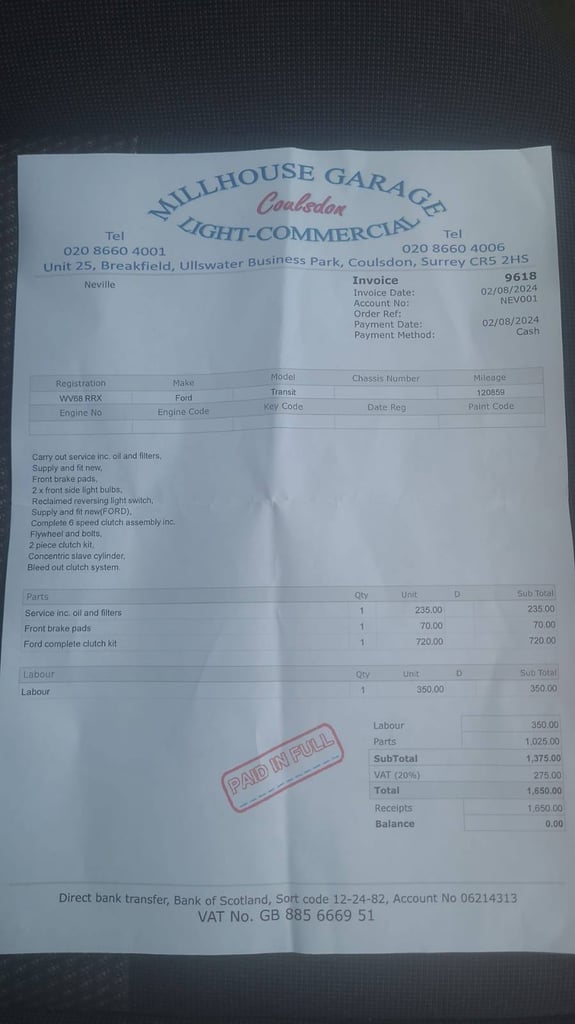 MILLHOUSE GARAGE
Coulsdon
LIGHT-COMMERCIAL
Tel
020 8660 4001
Tel
020 8660 4006
Unit 25, Breakfield, Ullswater Business Park, Coulsdon, Surrey CR5 2HS
Neville
Invoice 9618
Invoice Date: 02/08/2024
Account No: NEV001
Order Ref:
Payment Date: 02/08/2024
Payment Method: Cash
Registration Make Model Chassis Number Mileage
WV68 RRX Ford Transit 120859
Engine No Engine Code Key Code Date Reg Paint Code
Carry out service inc. oil and filters,
Supply and fit new,
Front brake pads,
2 x front side light bulbs,
Reclaimed reversing light switch,
Supply and fit new(FORD),
Complete 6 speed clutch assembly inc.
Flywheel and bolts,
2 piece clutch kit,
Concentric slave cylinder,
Bleed out clutch system.
Parts Qty Unit D Sub Total
Service inc. oil and filters 1 235.00 235.00
Front brake pads 1 70.00 70.00
Ford complete clutch kit 1 720.00 720.00
Labour Qty Unit D Sub Total
Labour 1 350.00 350.00
Labour 350.00
Parts 1,025.00
SubTotal 1,375.00
VAT (20%) 275.00
Total 1,650.00
Receipts 1,650.00
Balance 0.00
PAID IN FULL
Direct bank transfer, Bank of Scotland, Sort code 12-24-82, Account No 06214313
VAT No. GB 885 6669 51